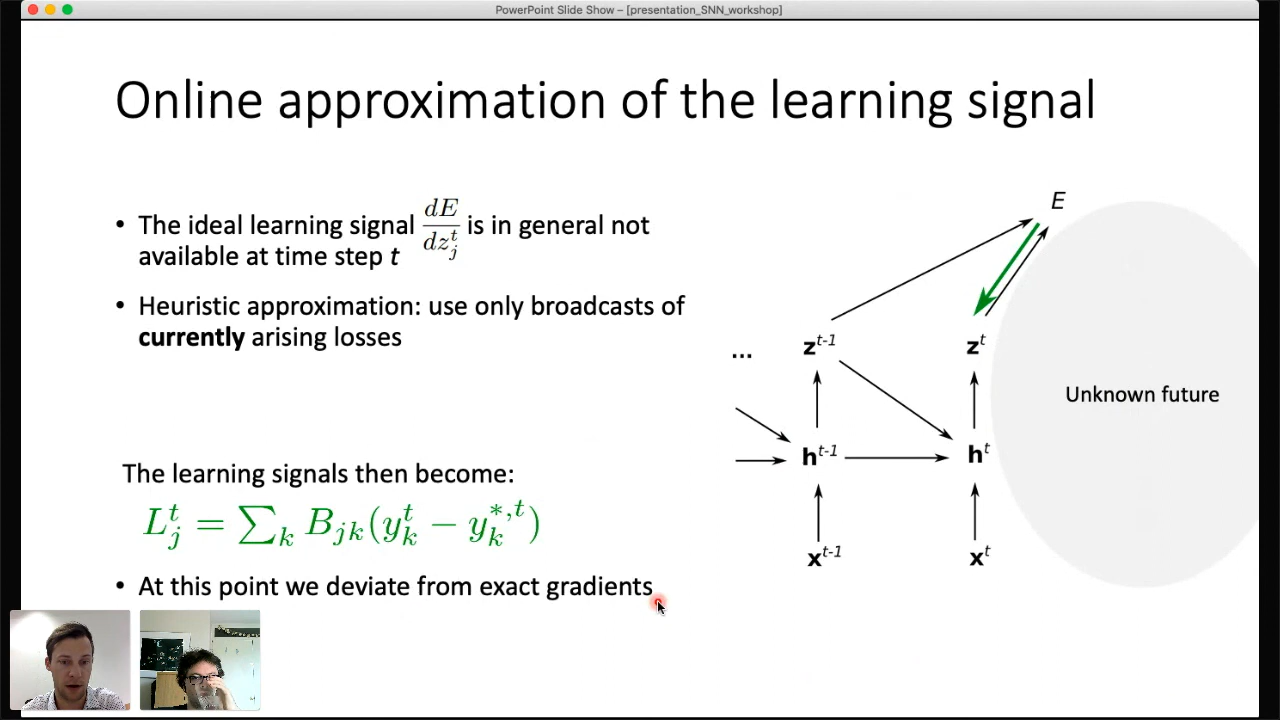 PowerPoint Slide Show – [presentation_SNN_workshop]
Online approximation of the learning signal
• The ideal learning signal dE/dz_j^t is in general not
available at time step t
• Heuristic approximation: use only broadcasts of
currently arising losses
The learning signals then become:
L_j^t = ∑_k B_{jk}(y_k^t − y_k^{*,t})
• At this point we deviate from exact gradients
E
... z^{t-1} z^t
Unknown future
h^{t-1} h^t
x^{t-1} x^t